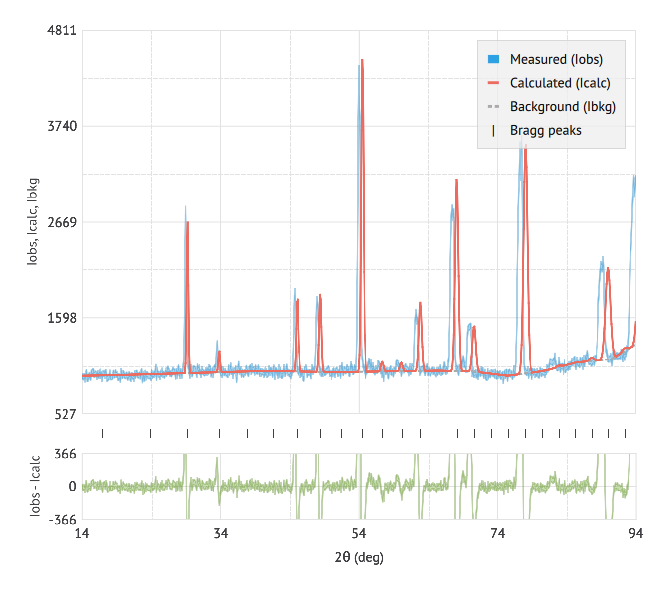 4811
3740
2669
1598
527
Iobs, Icalc, Ibkg
Measured (Iobs)
Calculated (Icalc)
Background (Ibkg)
Bragg peaks
366
0
-366
Iobs - Icalc
14 34 54 74 94
2θ (deg)